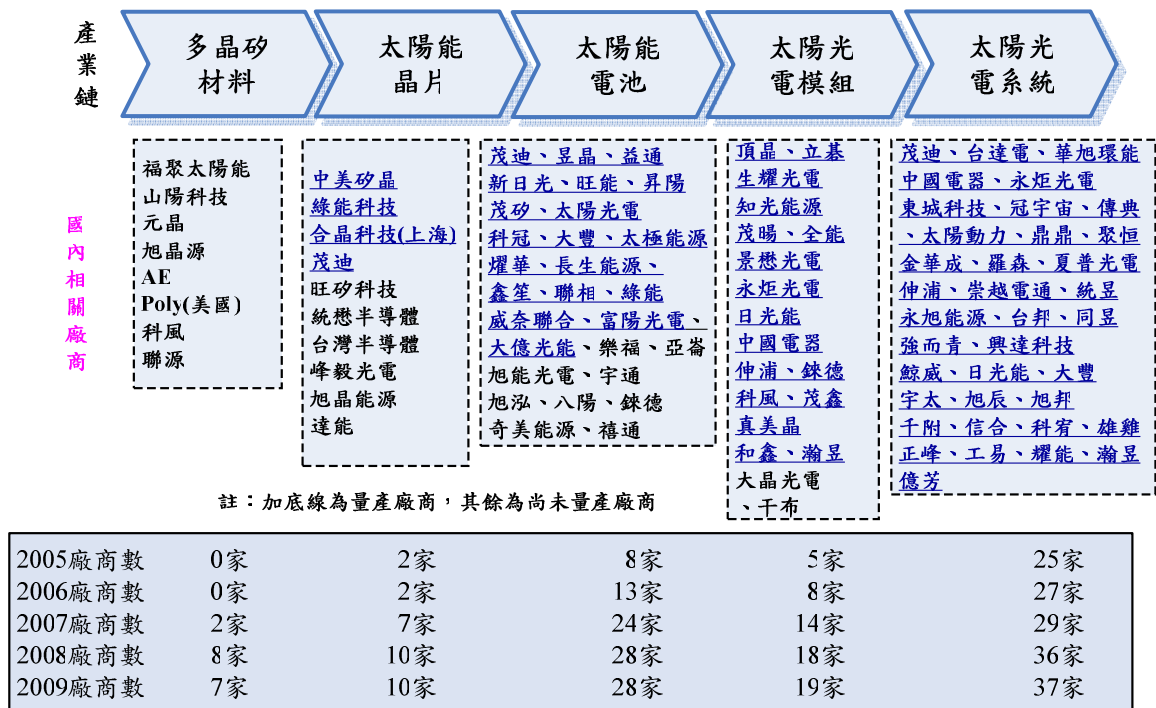 產業鏈
多晶矽
材料
太陽能
晶片
太陽能
電池
太陽光
電模組
太陽光
電系統
國內相關廠商
福聚太陽能
山陽科技
元晶
旭晶源
AE
Poly(美國)
科風
聯源
中美矽晶
綠能科技
合晶科技(上海)
茂迪
旺矽科技
統懋半導體
台灣半導體
峰毅光電
旭晶能源
達能
茂迪、昱晶、益通
新日光、旺能、昇陽
茂矽、太陽光電
科冠、大豐、太極能源
燿華、長生能源、
鑫笙、聯相、綠能
威奈聯合、富陽光電、
大億光能、樂福、亞崙
旭能光電、宇通
旭泓、八陽、錸德
奇美能源、禧通
頂晶、立碁
生耀光電
知光能源
茂暘、全能
景懋光電
永炬光電
日光能
中國電器
伸浦、錸德
科風、茂鑫
真美晶
和鑫、瀚昱
大晶光電
、干布
茂迪、台達電、華旭環能
中國電器、永炬光電
東城科技、冠宇宙、傳典
、太陽動力、鼎鼎、聚恒
金華成、羅森、夏普光電
伸浦、崇越電通、統昱
永旭能源、台邦、同昱
強而青、興達科技
鯨威、日光能、大豐
宇太、旭辰、旭邦
千附、信合、科宥、雄雞
正峰、工易、耀能、瀚昱
億芳
註：加底線為量產廠商，其餘為尚未量產廠商
2005廠商數 0家 2家 8家 5家 25家
2006廠商數 0家 2家 13家 8家 27家
2007廠商數 2家 7家 24家 14家 29家
2008廠商數 8家 10家 28家 18家 36家
2009廠商數 7家 10家 28家 19家 37家